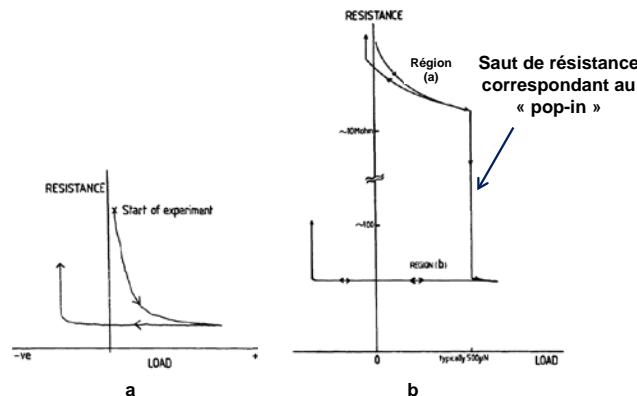 RESISTANCE
Start of experiment
-ve
LOAD
+
a
RESISTANCE
Région
(a)
Saut de résistance
correspondant au
« pop-in »
~10Mohm
~100
REGION (b)
0
typically 500µN
LOAD
b